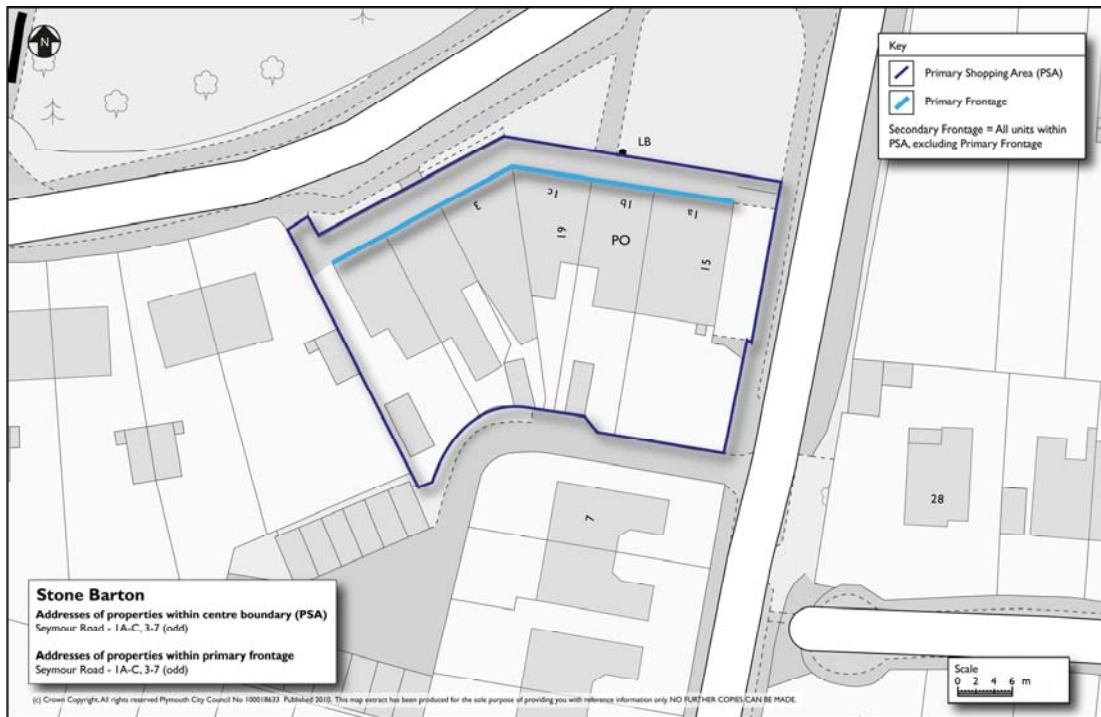 N
Key
Primary Shopping Area (PSA)
Primary Frontage
Secondary Frontage = All units within
PSA, excluding Primary Frontage
LB
3
1c
1b
1a
19
PO
15
7
28
Stone Barton
Addresses of properties within centre boundary (PSA)
Seymour Road - 1A-C, 3-7 (odd)
Addresses of properties within primary frontage
Seymour Road - 1A-C, 3-7 (odd)
Scale
0 2 4 6 m
(c) Crown Copyright. All rights reserved Plymouth City Council No 100018633 Published 2010. This map extract has been produced for the sole purpose of providing you with reference information only. NO FURTHER COPIES CAN BE MADE.